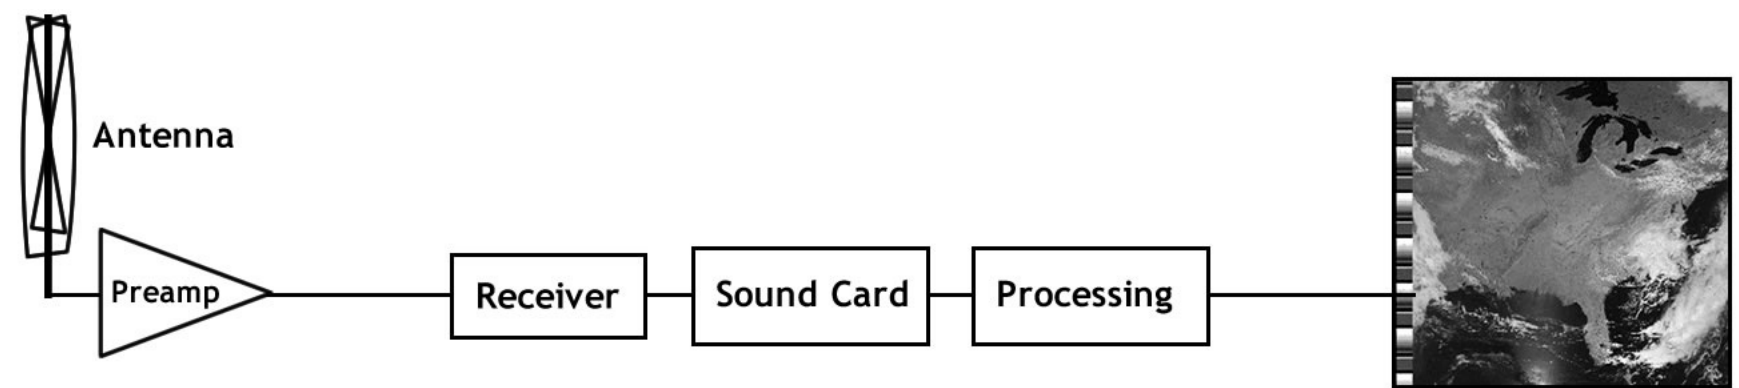 Antenna
Preamp
Receiver
Sound Card
Processing